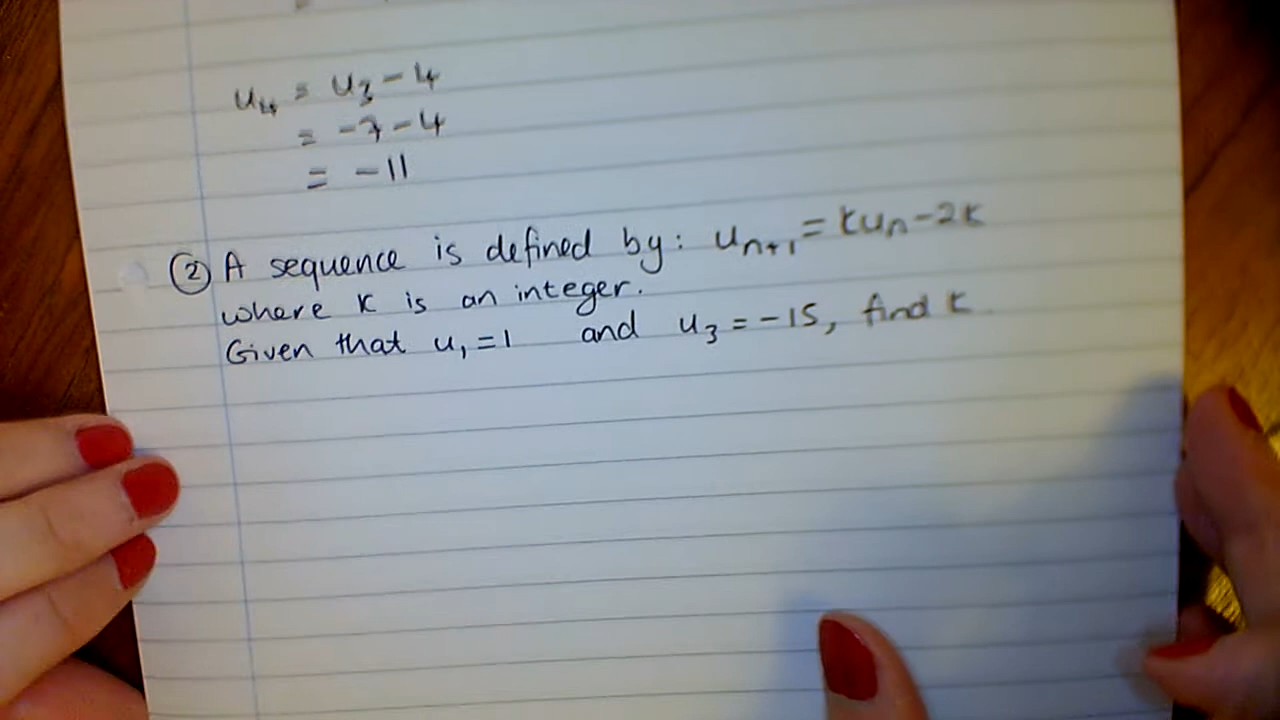 u₄ = u₃ - 4
= -7 - 4
= -11
② A sequence is defined by: uₙ₊₁ = kuₙ - 2k
where k is an integer.
Given that u₁ = 1 and u₃ = -15, find k